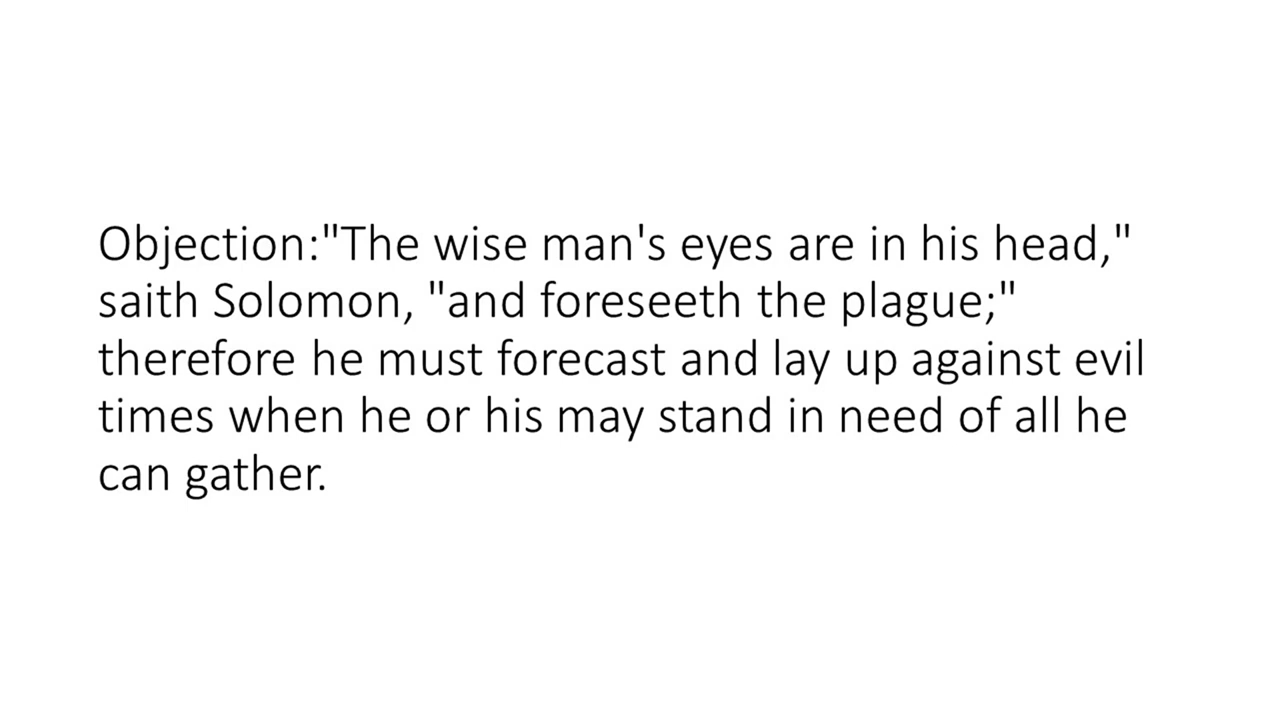 Objection:"The wise man's eyes are in his head,"
saith Solomon, "and foreseeth the plague;"
therefore he must forecast and lay up against evil
times when he or his may stand in need of all he
can gather.